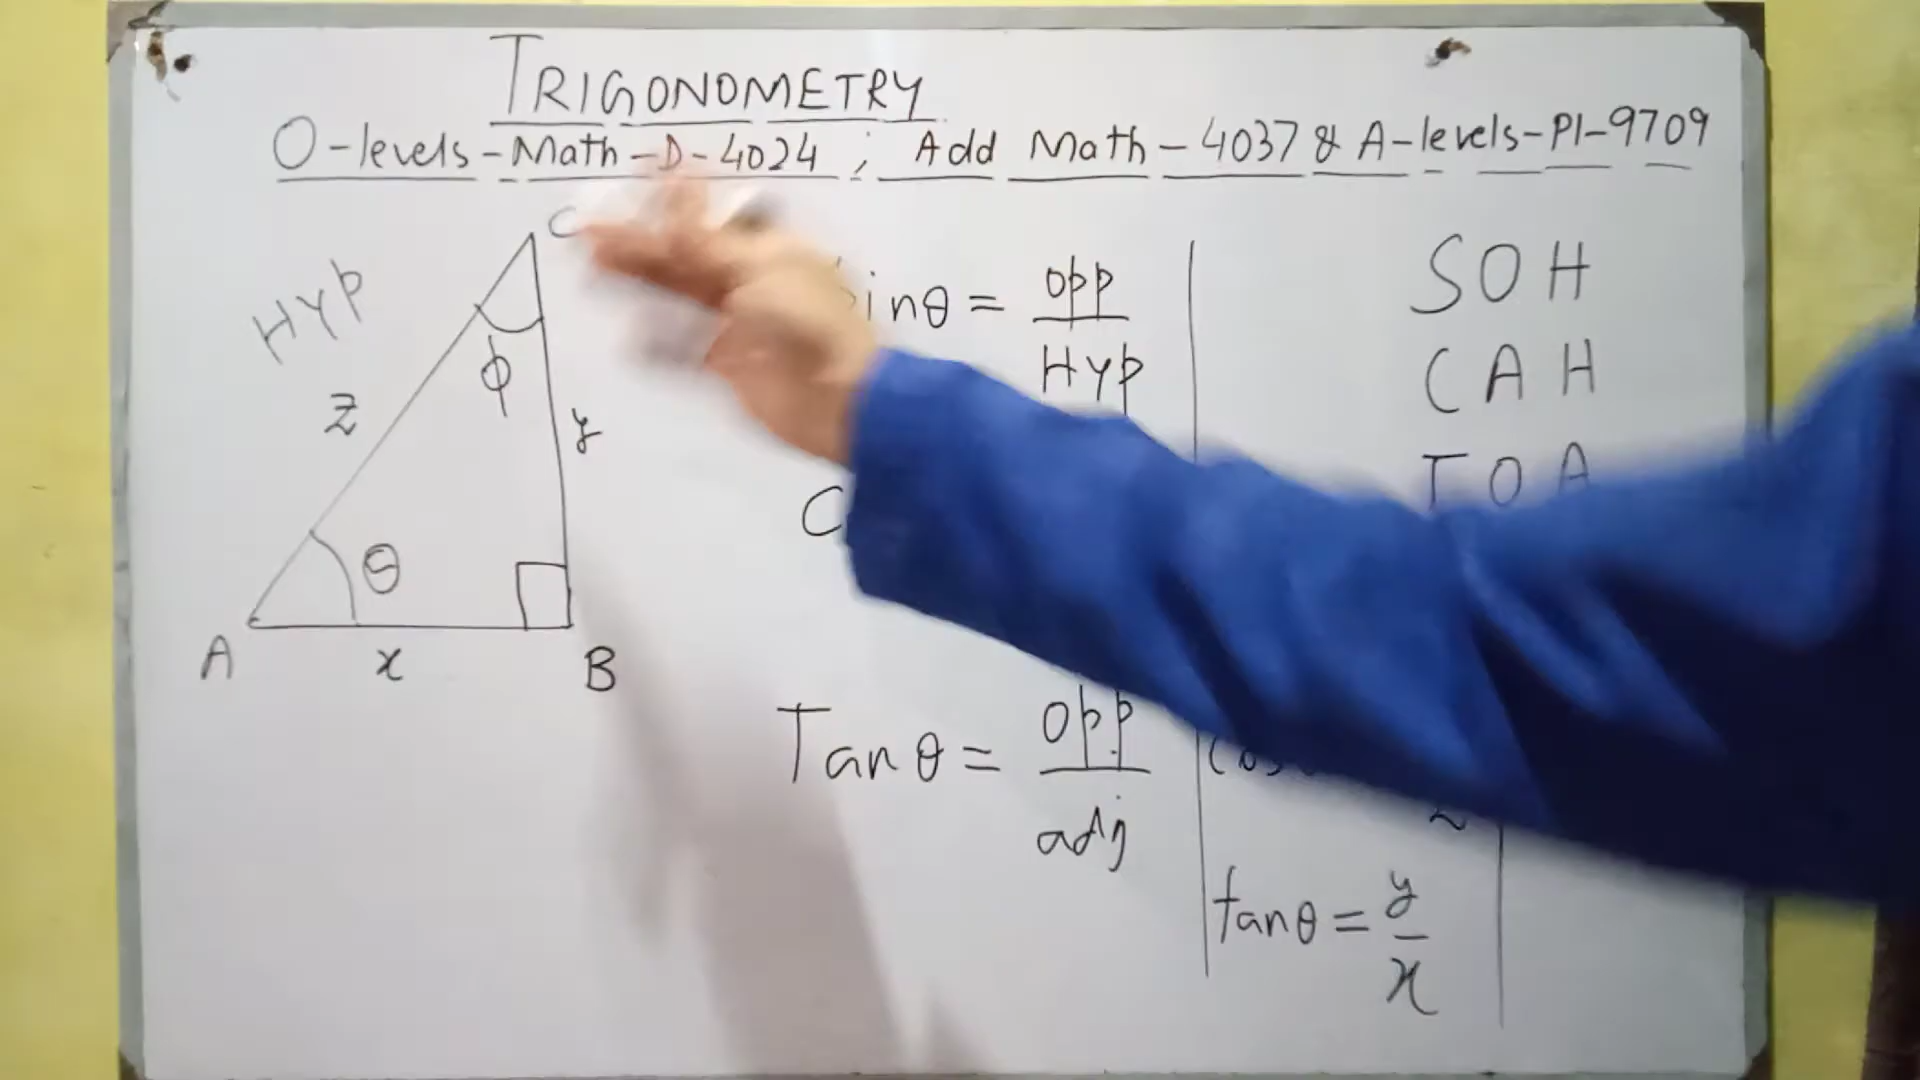 TRIGONOMETRY
O-levels-Math-D-4024 ; Add Math-4037 & A-levels-P1-9709
C
Hyp
z
ϕ
y
θ
A
x
B
inθ = opp/Hyp
C
Tanθ = opp/adj
SOH
CAH
TOA
tanθ = y/x